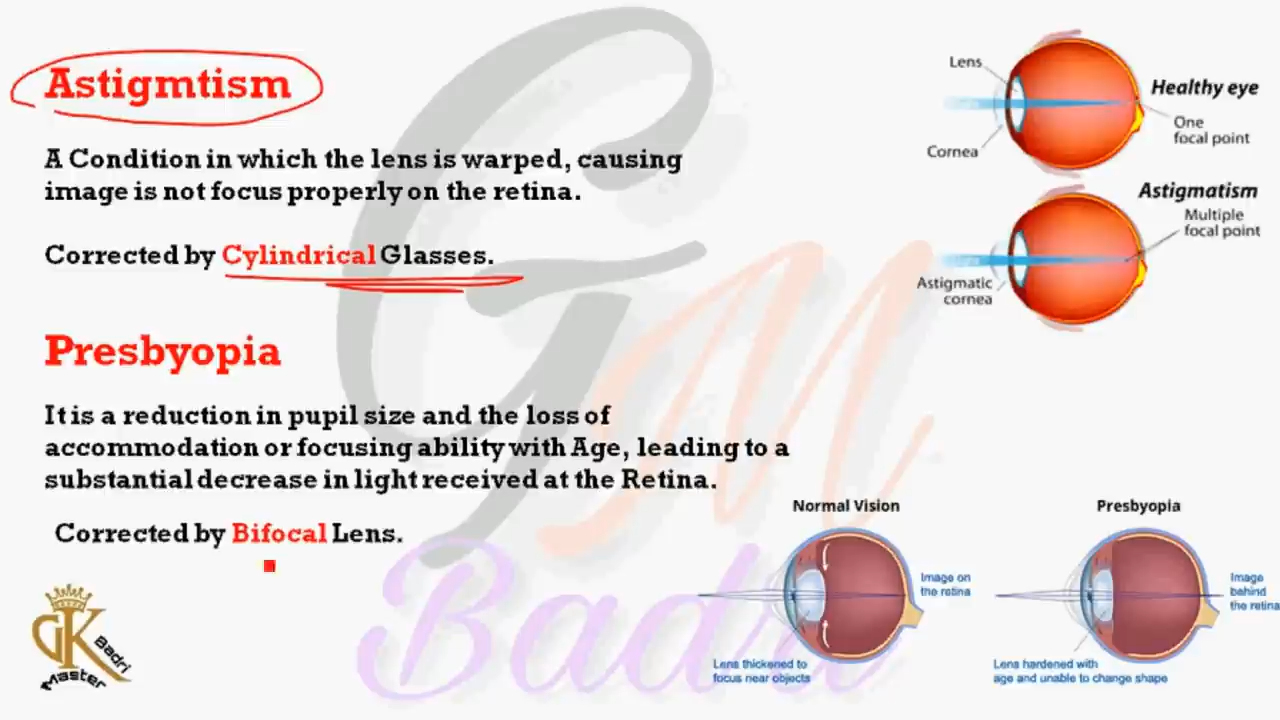 Astigmtism
A Condition in which the lens is warped, causing
image is not focus properly on the retina.
Corrected by Cylindrical Glasses.
Presbyopia
It is a reduction in pupil size and the loss of
accommodation or focusing ability with Age, leading to a
substantial decrease in light received at the Retina.
Corrected by Bifocal Lens.
Lens
Cornea
Healthy eye
One
focal point
Astigmatism
Multiple
focal point
Astigmatic
cornea
Normal Vision
Image on
the retina
Lens thickened to
focus near objects
Presbyopia
Image
behind
the retina
Lens hardened with
age and unable to change shape
GM
Badri
GK
Master
Badri